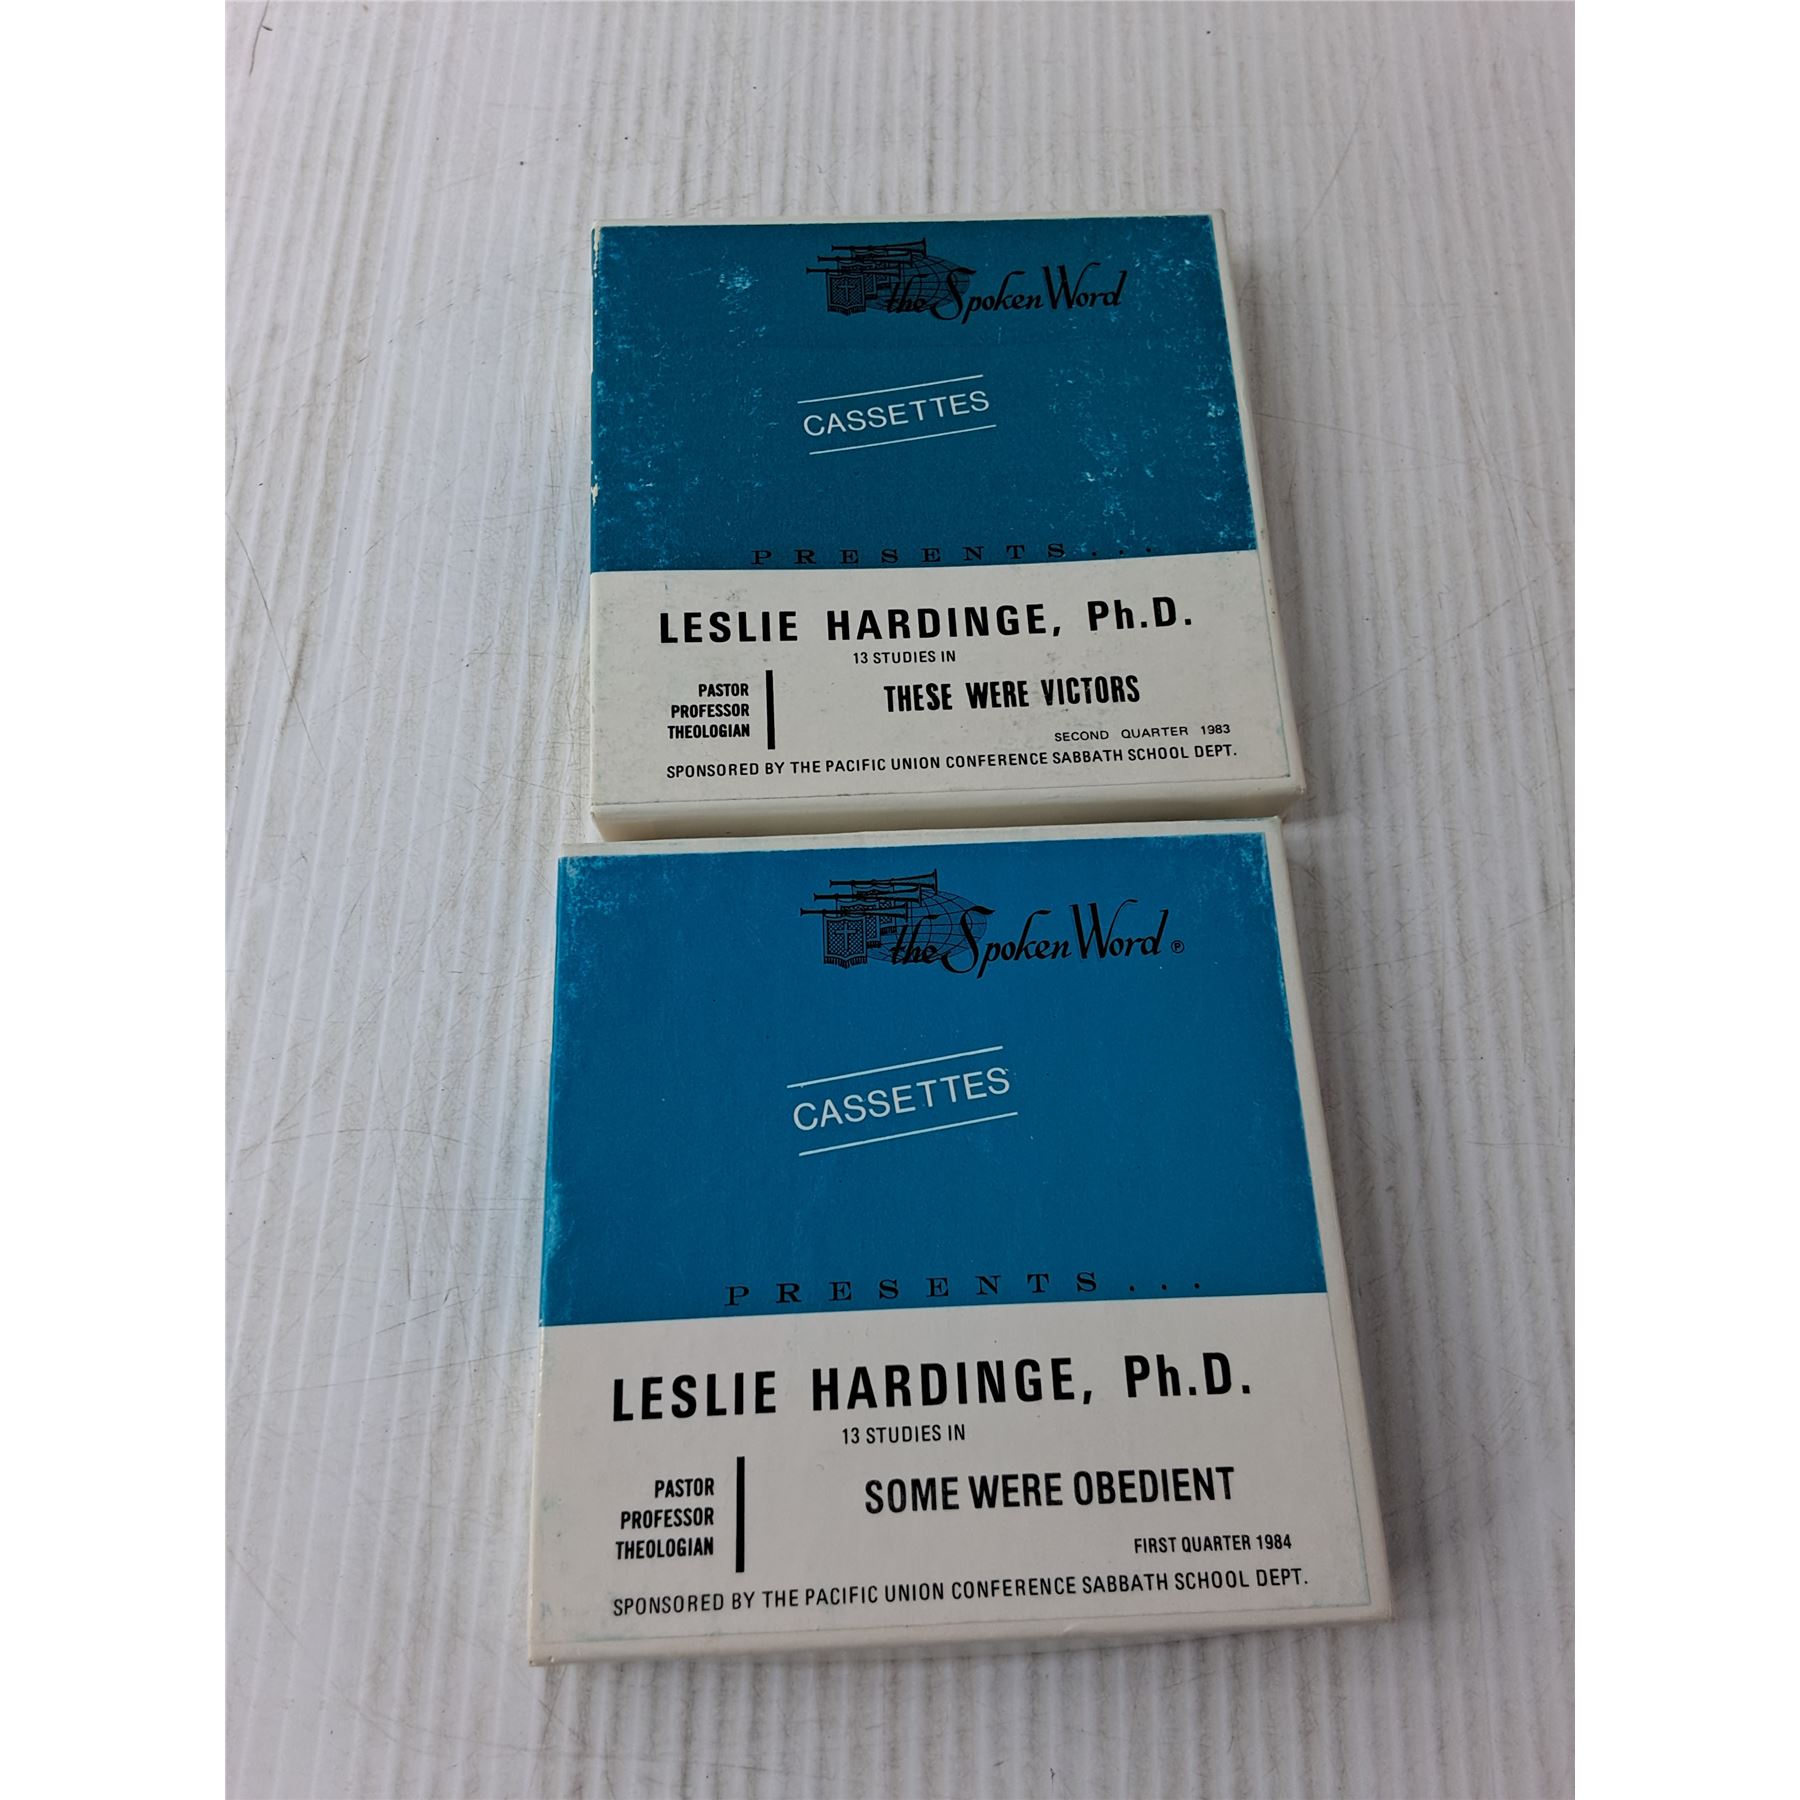 the Spoken Word
CASSETTES
PRESENTS...
LESLIE HARDINGE, Ph.D.
13 STUDIES IN
PASTOR
PROFESSOR
THEOLOGIAN
THESE WERE VICTORS
SECOND QUARTER 1983
SPONSORED BY THE PACIFIC UNION CONFERENCE SABBATH SCHOOL DEPT.
the Spoken Word ℗
CASSETTES
PRESENTS...
LESLIE HARDINGE, Ph.D.
13 STUDIES IN
PASTOR
PROFESSOR
THEOLOGIAN
SOME WERE OBEDIENT
FIRST QUARTER 1984
SPONSORED BY THE PACIFIC UNION CONFERENCE SABBATH SCHOOL DEPT.